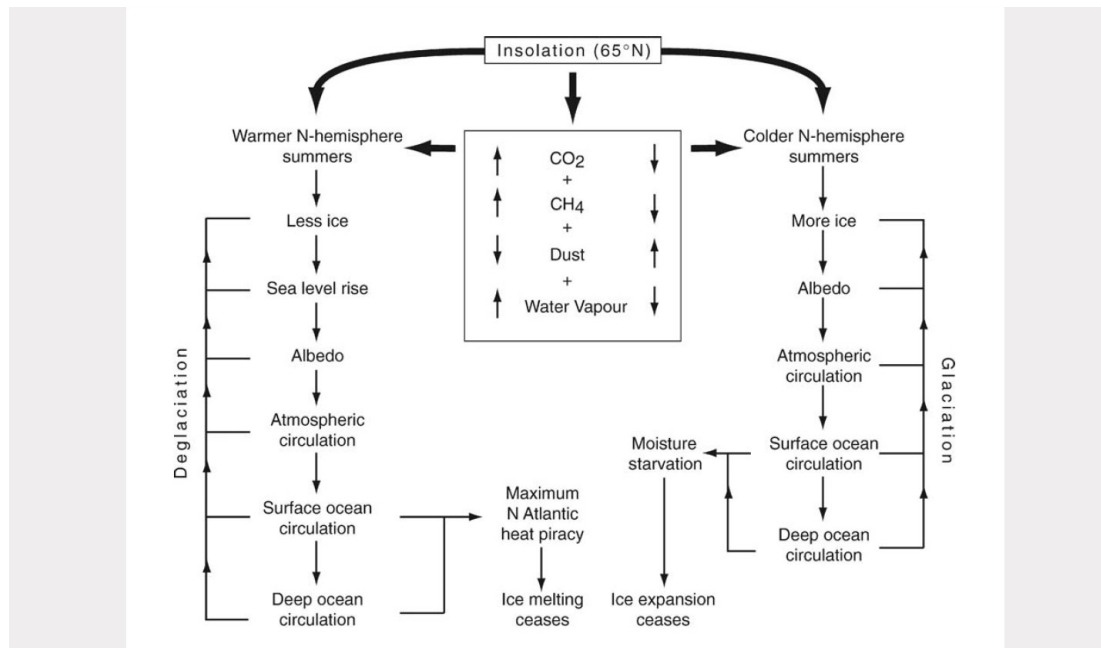 Insolation (65°N)
Warmer N-hemisphere
summers
Less ice
Sea level rise
Albedo
Atmospheric
circulation
Surface ocean
circulation
Deep ocean
circulation
Deglaciation
CO2
+
CH4
+
Dust
+
Water Vapour
Maximum
N Atlantic
heat piracy
Ice melting
ceases
Moisture
starvation
Ice expansion
ceases
Colder N-hemisphere
summers
More ice
Albedo
Atmospheric
circulation
Surface ocean
circulation
Deep ocean
circulation
Glaciation